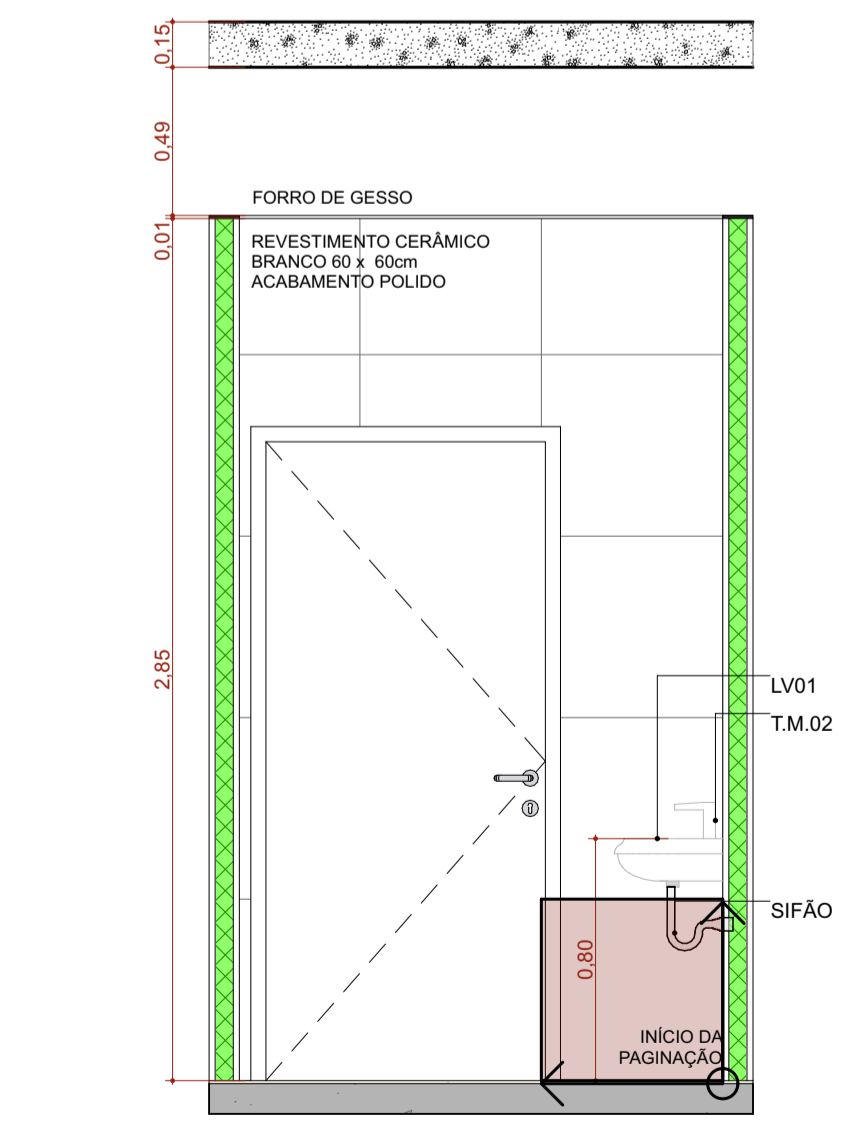 0,15
0,49
FORRO DE GESSO
0,01
REVESTIMENTO CERÂMICO
BRANCO 60 x 60cm
ACABAMENTO POLIDO
2,85
LV01
T.M.02
SIFÃO
0,80
INÍCIO DA
PAGINAÇÃO